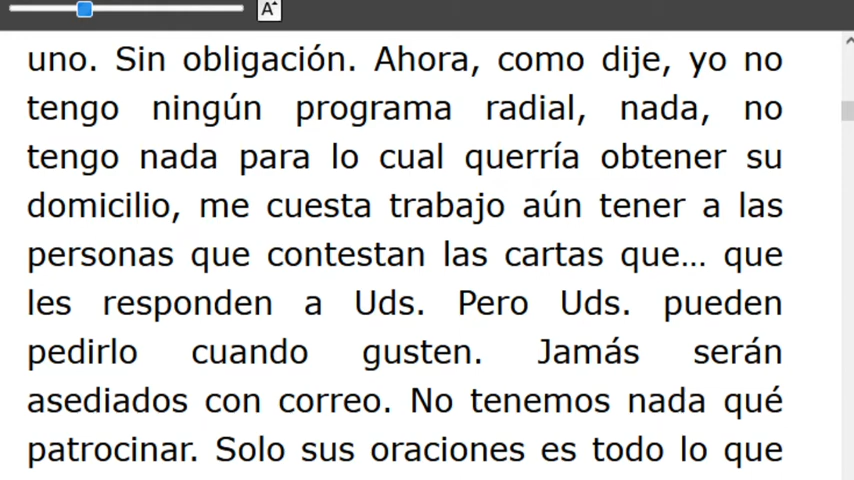 A
uno. Sin obligación. Ahora, como dije, yo no
tengo ningún programa radial, nada, no
tengo nada para lo cual querría obtener su
domicilio, me cuesta trabajo aún tener a las
personas que contestan las cartas que… que
les responden a Uds. Pero Uds. pueden
pedirlo cuando gusten. Jamás serán
asediados con correo. No tenemos nada qué
patrocinar. Solo sus oraciones es todo lo que